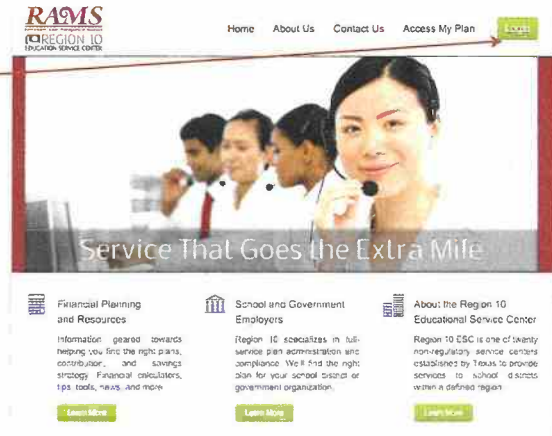 RAMS
REGION 10
EDUCATION SERVICE CENTER
Home About Us Contact Us Access My Plan Login
Service That Goes the Extra Mile
Financial Planning
and Resources
Information geared towards
helping you find the right plans,
contribution, and savings
strategy. Financial calculators,
tips, tools, news, and more
Learn More
School and Government
Employers
Region 10 specializes in full-
service plan administration and
compliance. We'll find the right
plan for your school district or
government organization.
Learn More
About the Region 10
Educational Service Center
Region 10 ESC is one of twenty
non-regulatory service centers
established by Texas to provide
services to school districts
within a defined region
Learn More